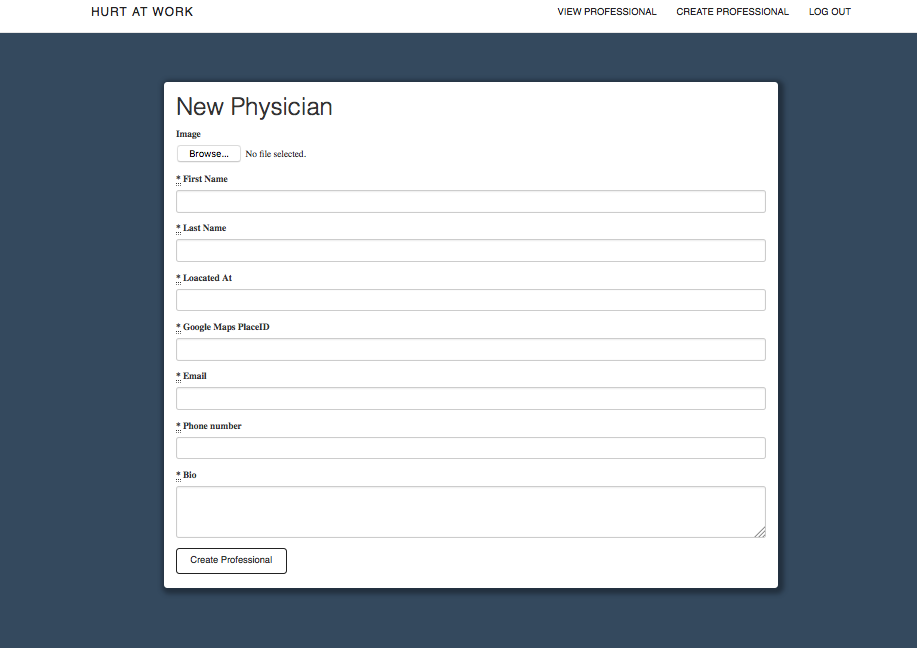 HURT AT WORK
VIEW PROFESSIONAL CREATE PROFESSIONAL LOG OUT
New Physician
Image
Browse... No file selected.
* First Name
* Last Name
* Loacated At
* Google Maps PlaceID
* Email
* Phone number
* Bio
Create Professional